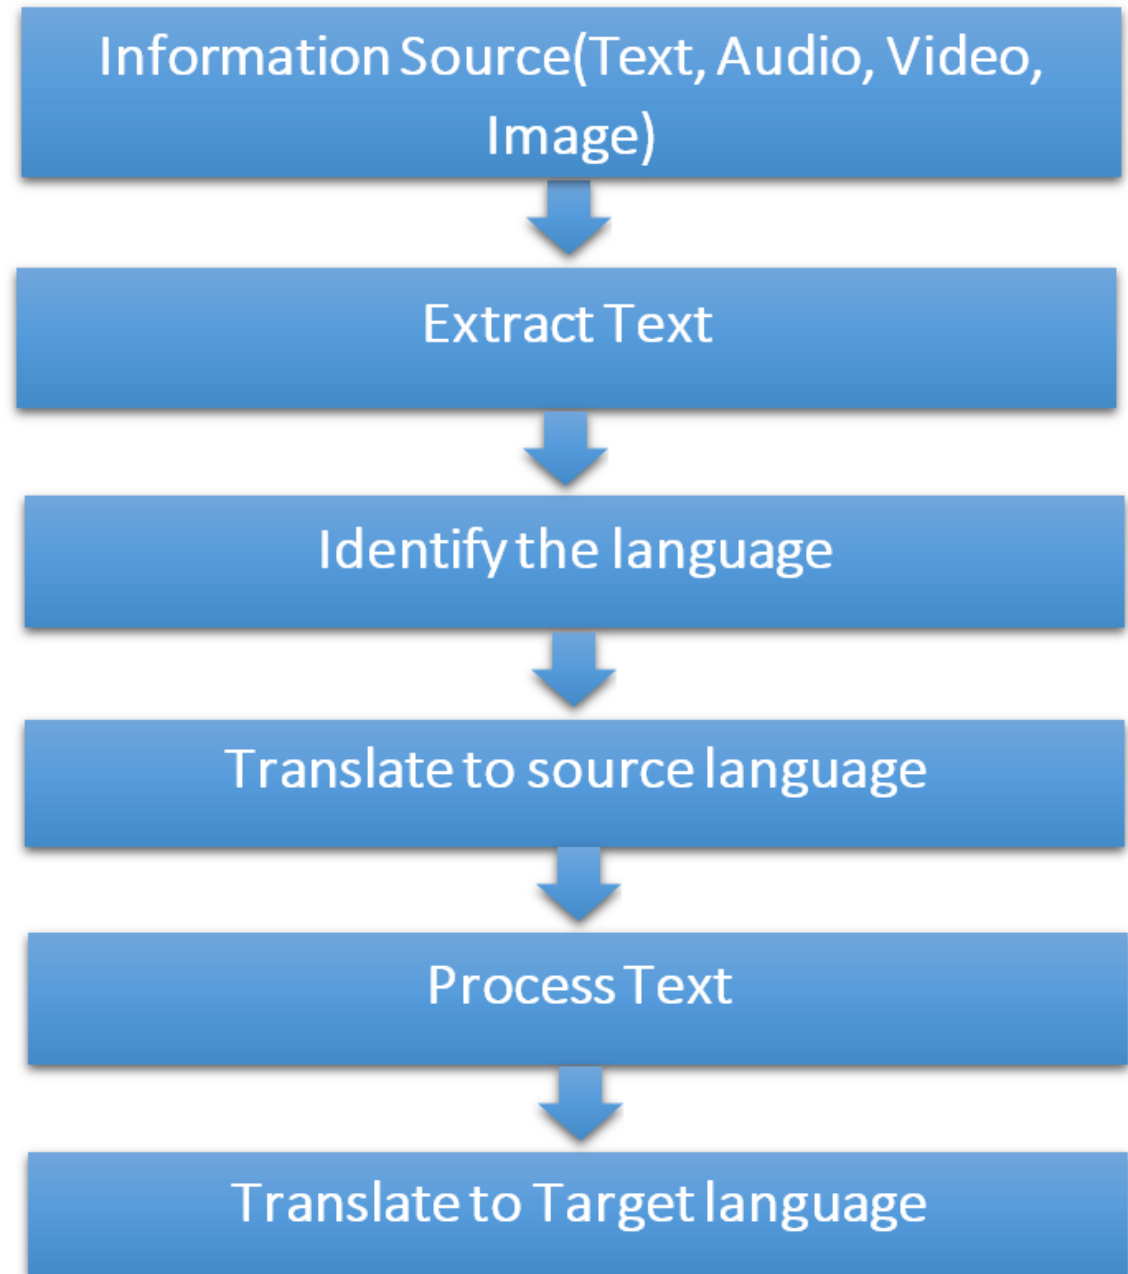 Information Source(Text, Audio, Video,
Image)
Extract Text
Identify the language
Translate to source language
Process Text
Translate to Target language